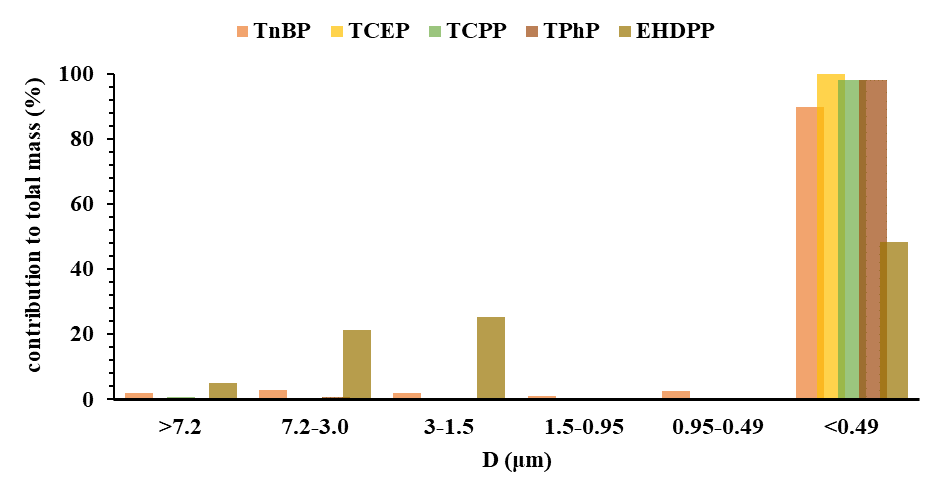 TnBP TCEP TCPP TPhP EHDPP
contribution to tolal mass (%)
100
80
60
40
20
0
>7.2 7.2-3.0 3-1.5 1.5-0.95 0.95-0.49 <0.49
D (μm)